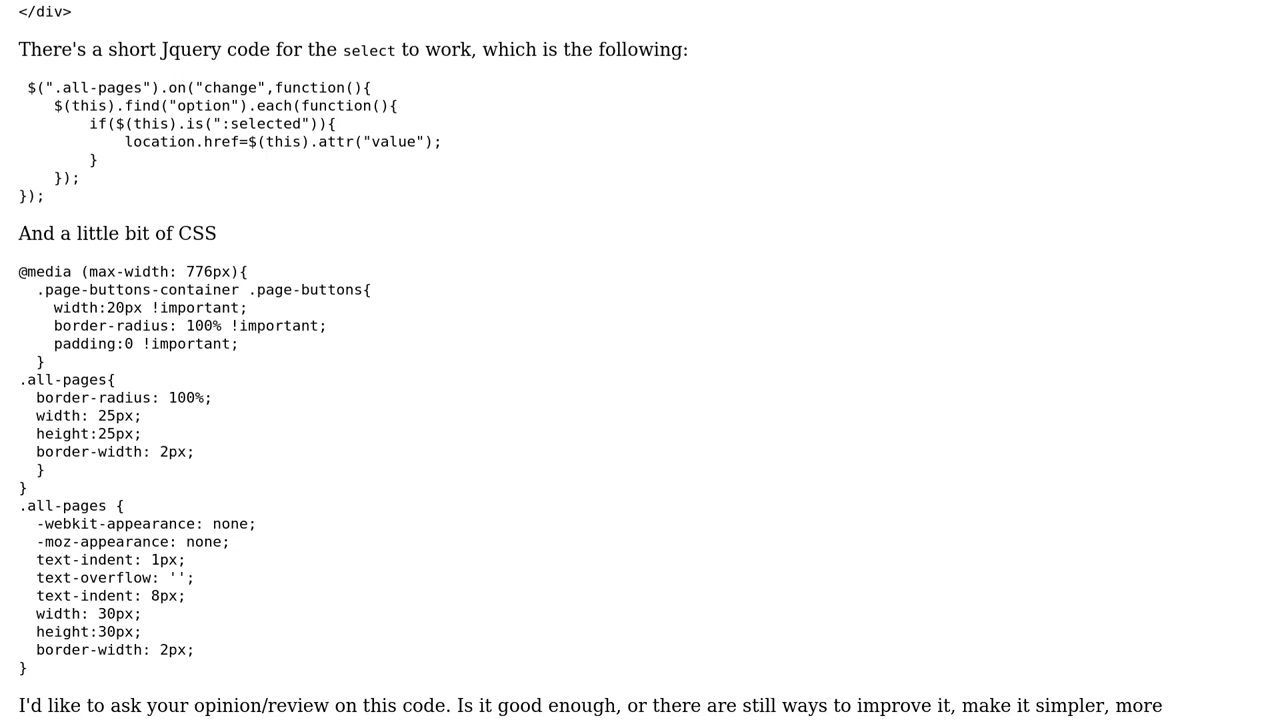 </div>
There's a short Jquery code for the select to work, which is the following:
$(".all-pages").on("change",function(){
    $(this).find("option").each(function(){
        if($(this).is(":selected")){
            location.href=$(this).attr("value");
        }
    });
});
And a little bit of CSS
@media (max-width: 776px){
  .page-buttons-container .page-buttons{
    width:20px !important;
    border-radius: 100% !important;
    padding:0 !important;
  }
.all-pages{
  border-radius: 100%;
  width: 25px;
  height:25px;
  border-width: 2px;
  }
}
.all-pages {
  -webkit-appearance: none;
  -moz-appearance: none;
  text-indent: 1px;
  text-overflow: '';
  text-indent: 8px;
  width: 30px;
  height:30px;
  border-width: 2px;
}
I'd like to ask your opinion/review on this code. Is it good enough, or there are still ways to improve it, make it simpler, more